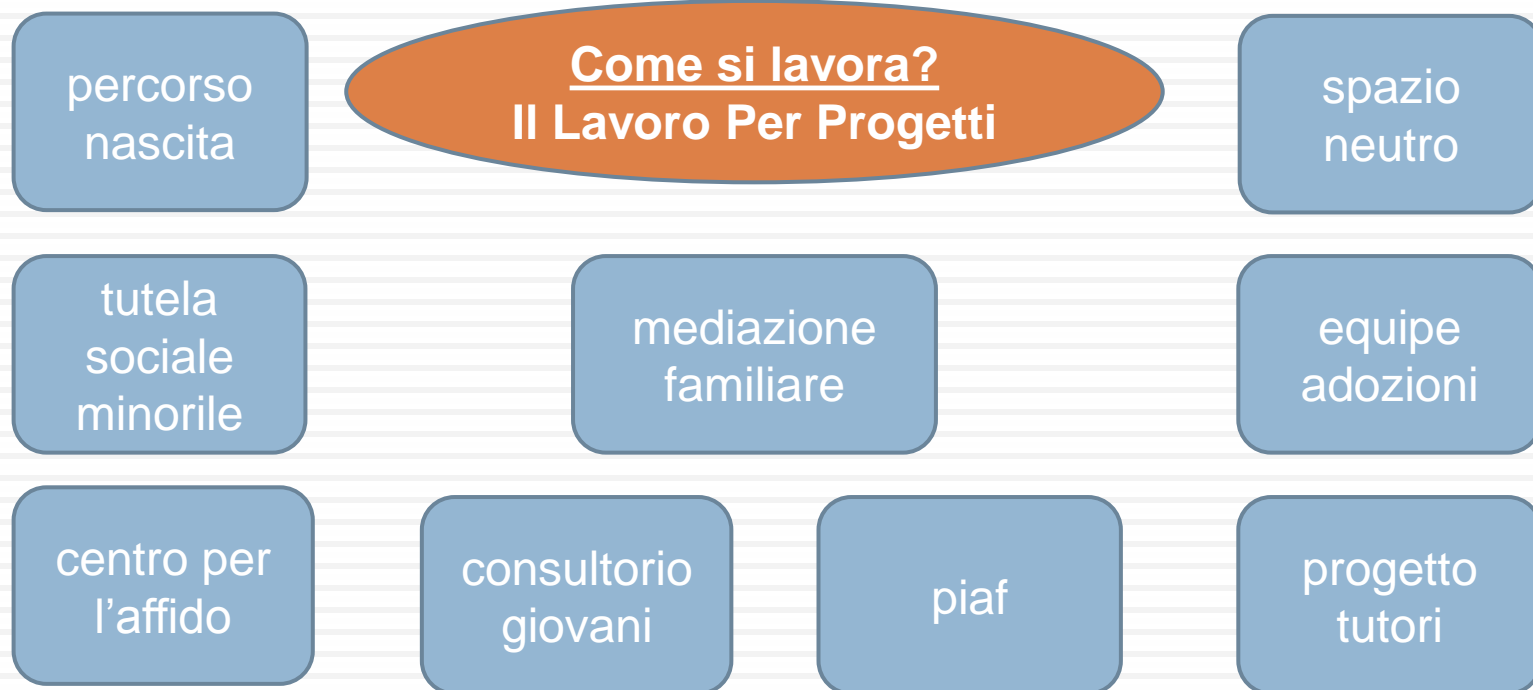 Come si lavora?
Il Lavoro Per Progetti
percorso
nascita
spazio
neutro
tutela
sociale
minorile
mediazione
familiare
equipe
adozioni
centro per
l’affido
consultorio
giovani
piaf
progetto
tutori